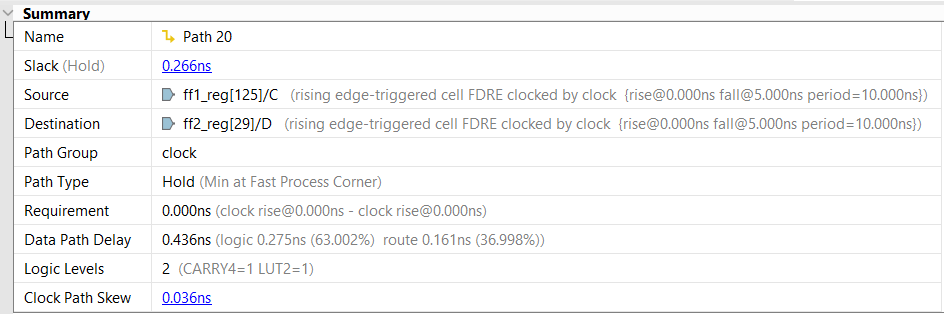 Summary
Name Path 20
Slack (Hold) 0.266ns
Source ff1_reg[125]/C (rising edge-triggered cell FDRE clocked by clock {rise@0.000ns fall@5.000ns period=10.000ns})
Destination ff2_reg[29]/D (rising edge-triggered cell FDRE clocked by clock {rise@0.000ns fall@5.000ns period=10.000ns})
Path Group clock
Path Type Hold (Min at Fast Process Corner)
Requirement 0.000ns (clock rise@0.000ns - clock rise@0.000ns)
Data Path Delay 0.436ns (logic 0.275ns (63.002%) route 0.161ns (36.998%))
Logic Levels 2 (CARRY4=1 LUT2=1)
Clock Path Skew 0.036ns